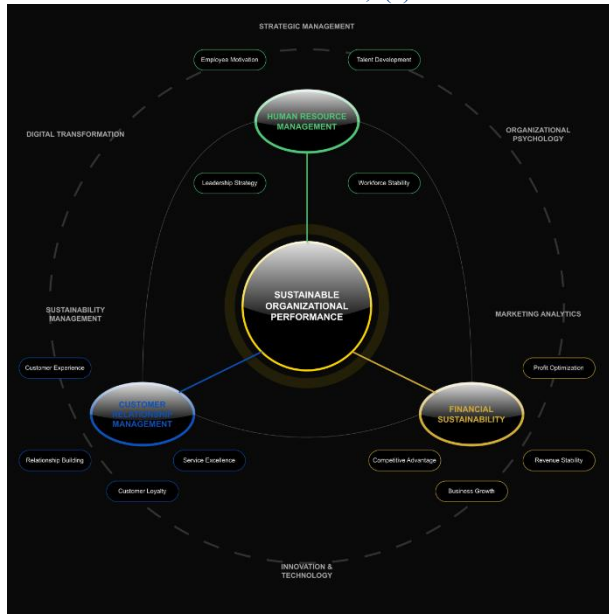 STRATEGIC MANAGEMENT
Employee Motivation
Talent Development
HUMAN RESOURCE
MANAGEMENT
DIGITAL TRANSFORMATION
ORGANIZATIONAL
PSYCHOLOGY
Leadership Strategy
Workforce Stability
SUSTAINABLE
ORGANIZATIONAL
PERFORMANCE
SUSTAINABILITY
MANAGEMENT
MARKETING ANALYTICS
Customer Experience
Profit Optimization
CUSTOMER
RELATIONSHIP
MANAGEMENT
FINANCIAL
SUSTAINABILITY
Relationship Building
Service Excellence
Competitive Advantage
Revenue Stability
Customer Loyalty
Business Growth
INNOVATION &
TECHNOLOGY